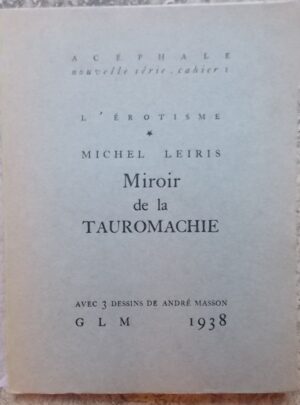 ACÉPHALE
nouvelle série. cahier 1
L'ÉROTISME
*
MICHEL LEIRIS
Miroir
de la
TAUROMACHIE
AVEC 3 DESSINS DE ANDRÉ MASSON
GLM 1938